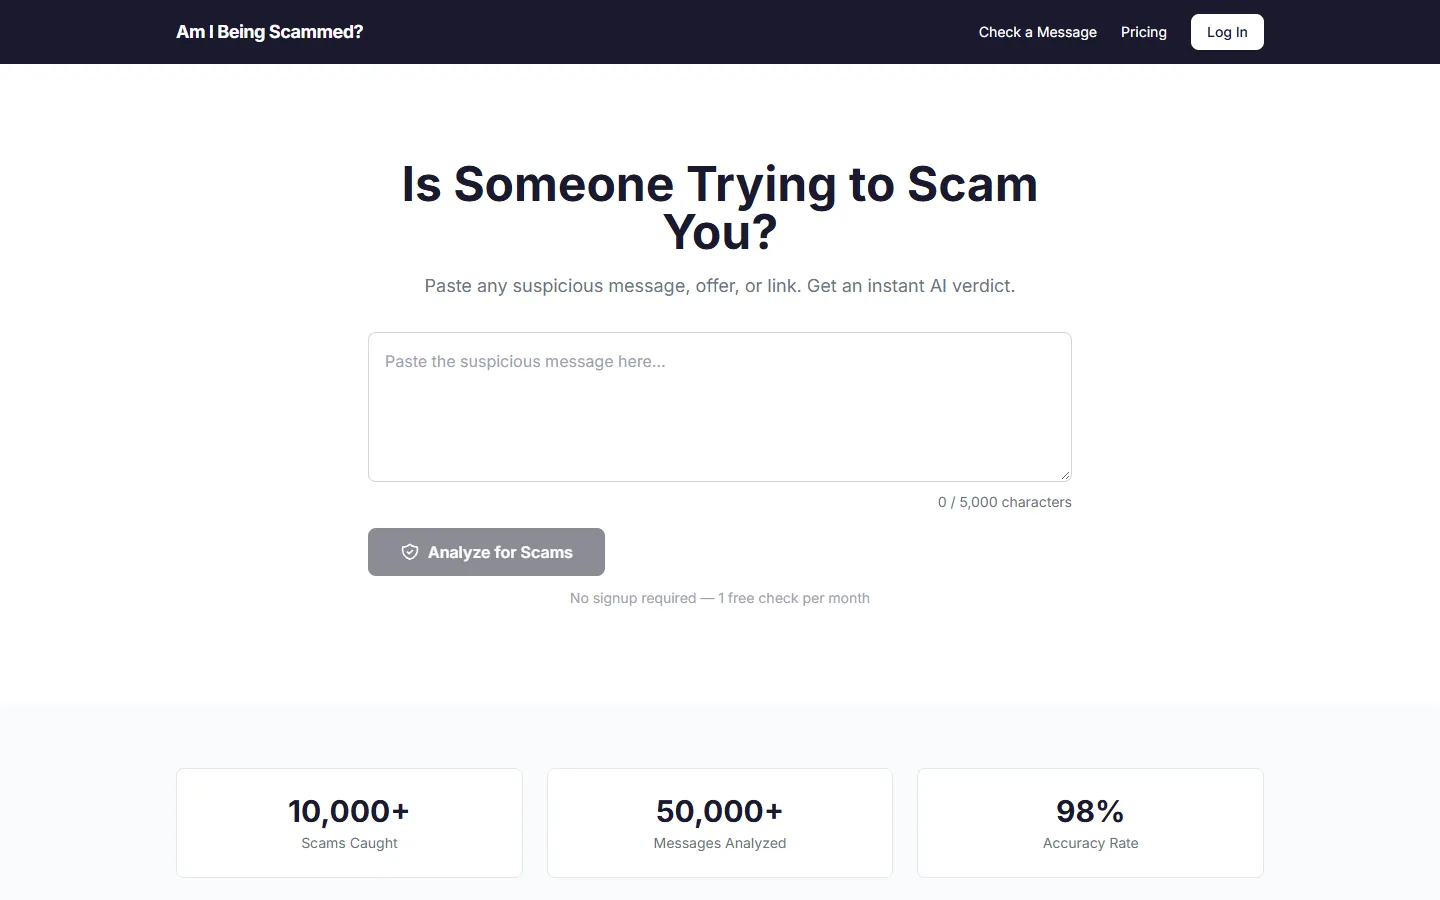 Am I Being Scammed?
Check a Message
Pricing
Log In
Is Someone Trying to Scam
You?
Paste any suspicious message, offer, or link. Get an instant AI verdict.
Paste the suspicious message here...
0 / 5,000 characters
Analyze for Scams
No signup required — 1 free check per month
10,000+
Scams Caught
50,000+
Messages Analyzed
98%
Accuracy Rate